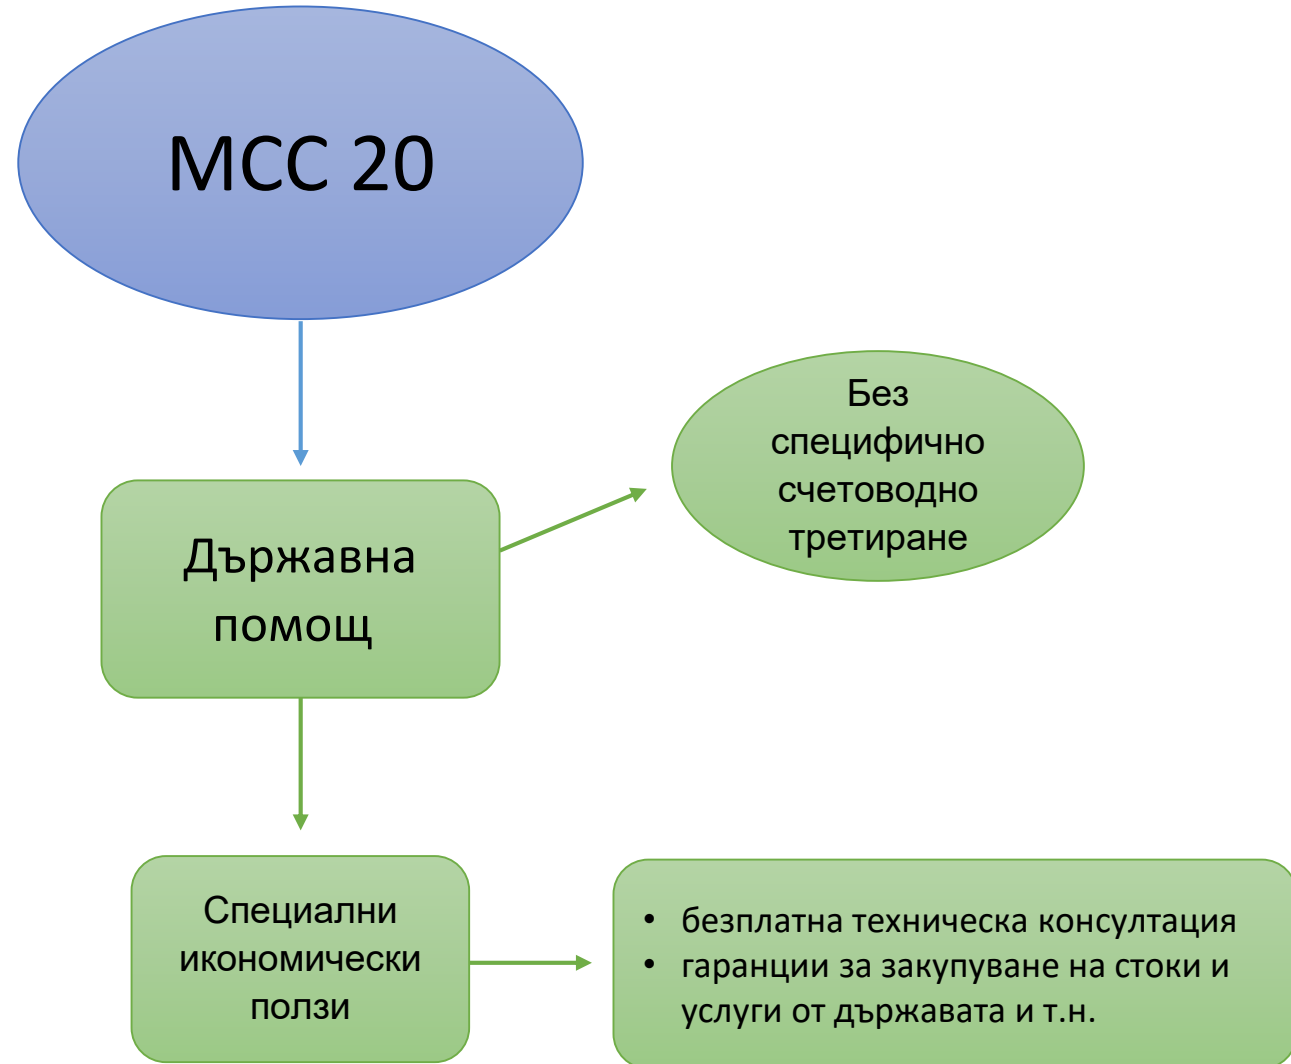 МСС 20
Без
специфично
счетоводно
третиране
Държавна
помощ
Специални
икономически
ползи
• безплатна техническа консултация
• гаранции за закупуване на стоки и
услуги от държавата и т.н.